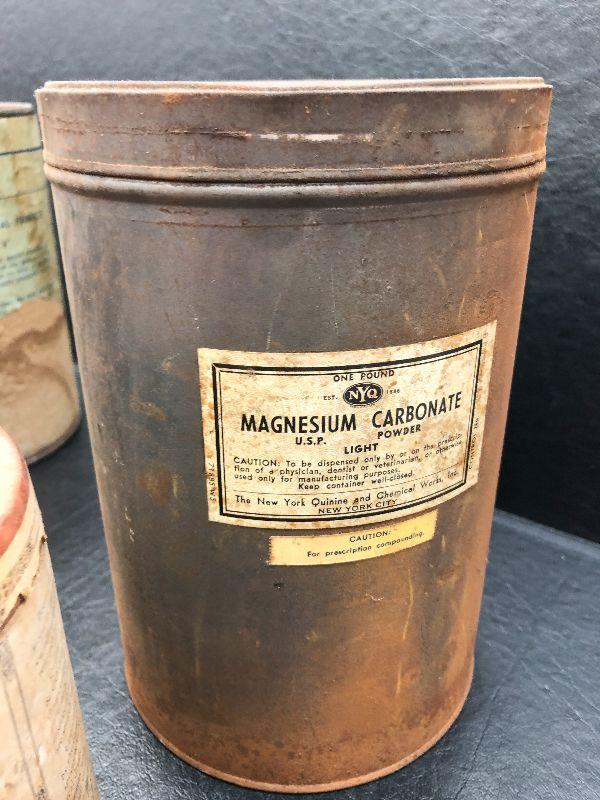 ONE POUND
EST. NYQ 1886
MAGNESIUM CARBONATE
U.S.P. POWDER
LIGHT
CAUTION: To be dispensed only by or on the prescrip-
tion of a physician, dentist or veterinarian, or otherwise
used only for manufacturing purposes.
Keep container well-closed.
The New York Quinine and Chemical Works, Inc.
NEW YORK CITY
CAUTION:
For prescription compounding.